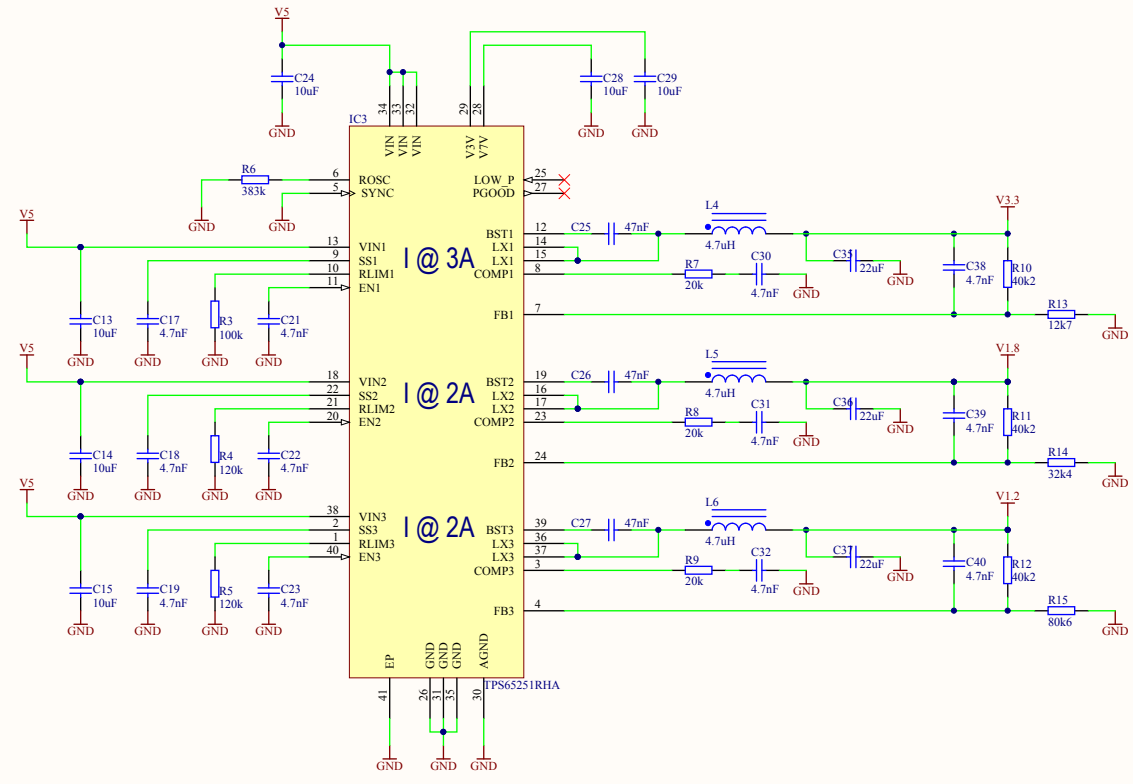 V5
C24
10uF
GND
C28
10uF
GND
C29
10uF
GND
34
33
32
29
28
IC3
VIN
VIN
VIN
V3V
V7V
R6
383k
GND
GND
6
ROSC
5
SYNC
LOW_P
25
PGOOD
27
V5
13
VIN1
9
SS1
10
RLIM1
11
EN1
I @ 3A
BST1
12
LX1
14
LX1
15
COMP1
8
FB1
7
C13
10uF
GND
C17
4.7nF
GND
R3
100k
GND
C21
4.7nF
GND
C25
47nF
L4
4.7uH
R7
20k
C30
4.7nF
GND
C35
22uF
GND
C38
4.7nF
V3.3
R10
40k2
R13
12k7
GND
V5
18
VIN2
22
SS2
21
RLIM2
20
EN2
I @ 2A
BST2
19
LX2
16
LX2
17
COMP2
23
FB2
24
C14
10uF
GND
C18
4.7nF
GND
R4
120k
GND
C22
4.7nF
GND
C26
47nF
L5
4.7uH
R8
20k
C31
4.7nF
GND
C36
22uF
GND
C39
4.7nF
V1.8
R11
40k2
R14
32k4
GND
V5
38
VIN3
2
SS3
1
RLIM3
40
EN3
I @ 2A
BST3
39
LX3
36
LX3
37
COMP3
3
FB3
4
C15
10uF
GND
C19
4.7nF
GND
R5
120k
GND
C23
4.7nF
GND
C27
47nF
L6
4.7uH
R9
20k
C32
4.7nF
GND
C37
22uF
GND
C40
4.7nF
V1.2
R12
40k2
R15
80k6
GND
EP
GND
GND
GND
AGND
TPS65251RHA
41
26
31
35
30
GND
GND
GND